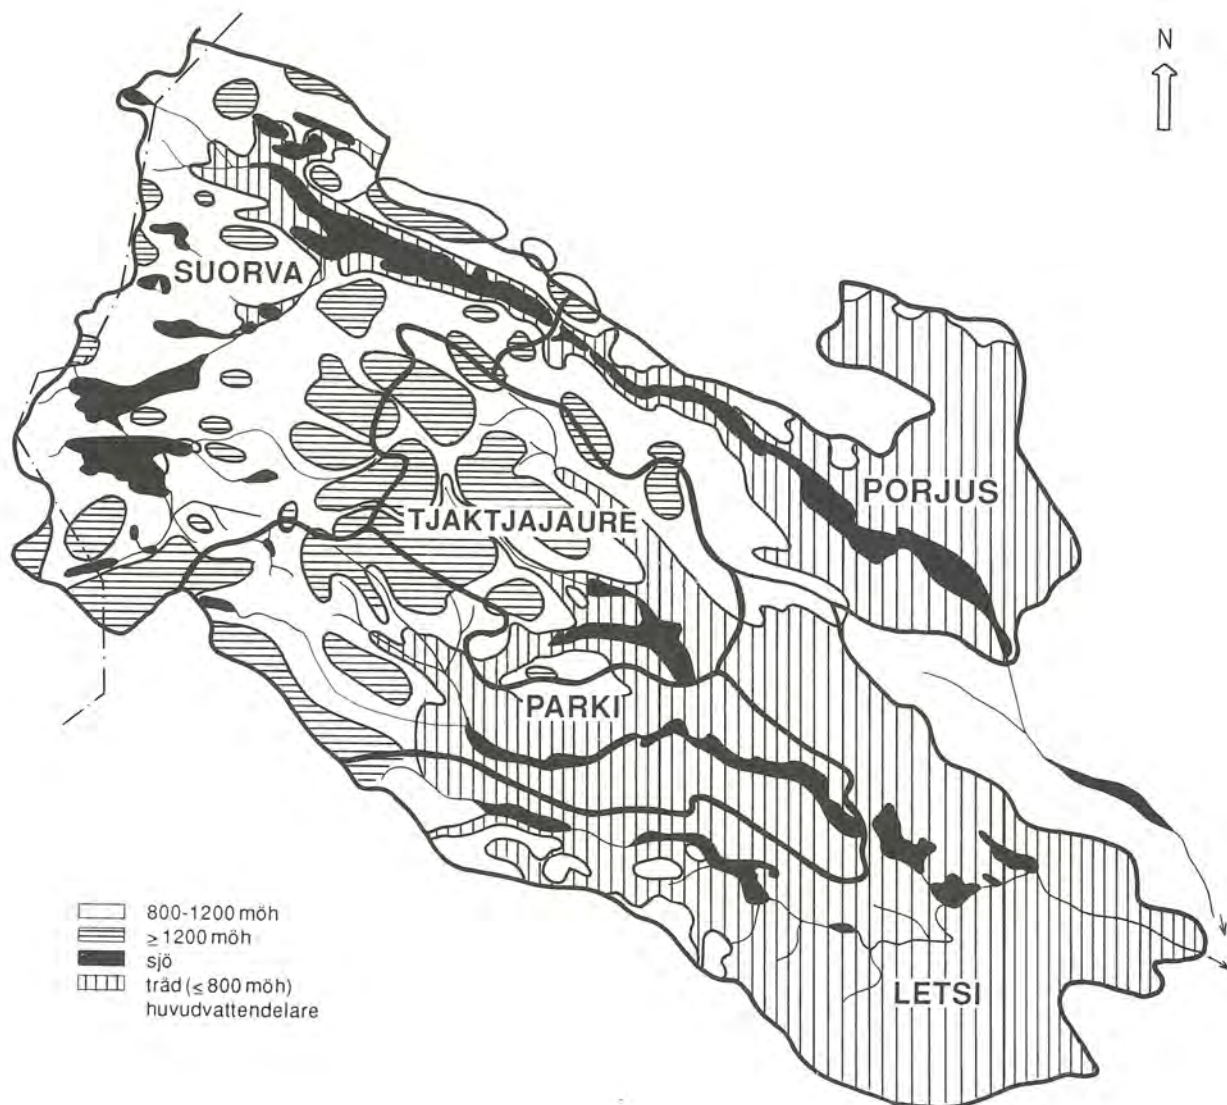 N
SUORVA
PORJUS
TJAKTJAJAURE
PARKI
LETSI
800-1200 möh
≥ 1200 möh
sjö
träd (≤ 800 möh)
huvudvattendelare